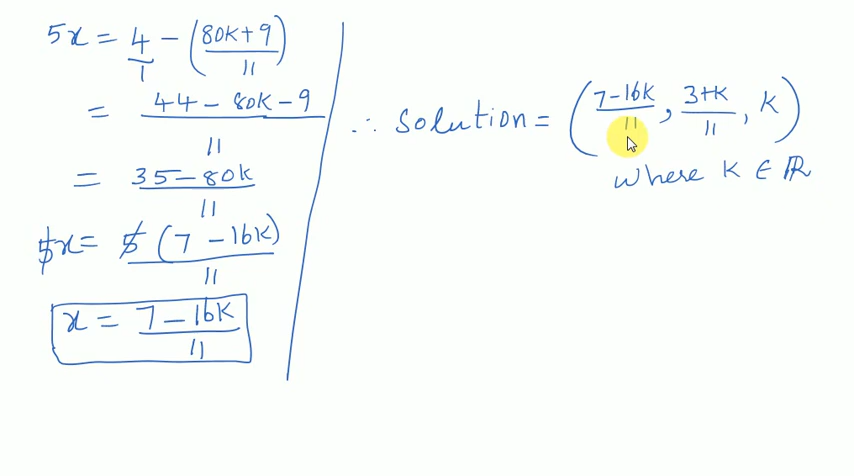 5x = 4/1 - (80k+9/11)
= 44 - 80k - 9/11
= 35 - 80k/11
5x = 5(7 - 16k)/11
x = 7 - 16k/11
∴ Solution = (7-16k/11, 3+k/11, k)
where k ∈ ℝ